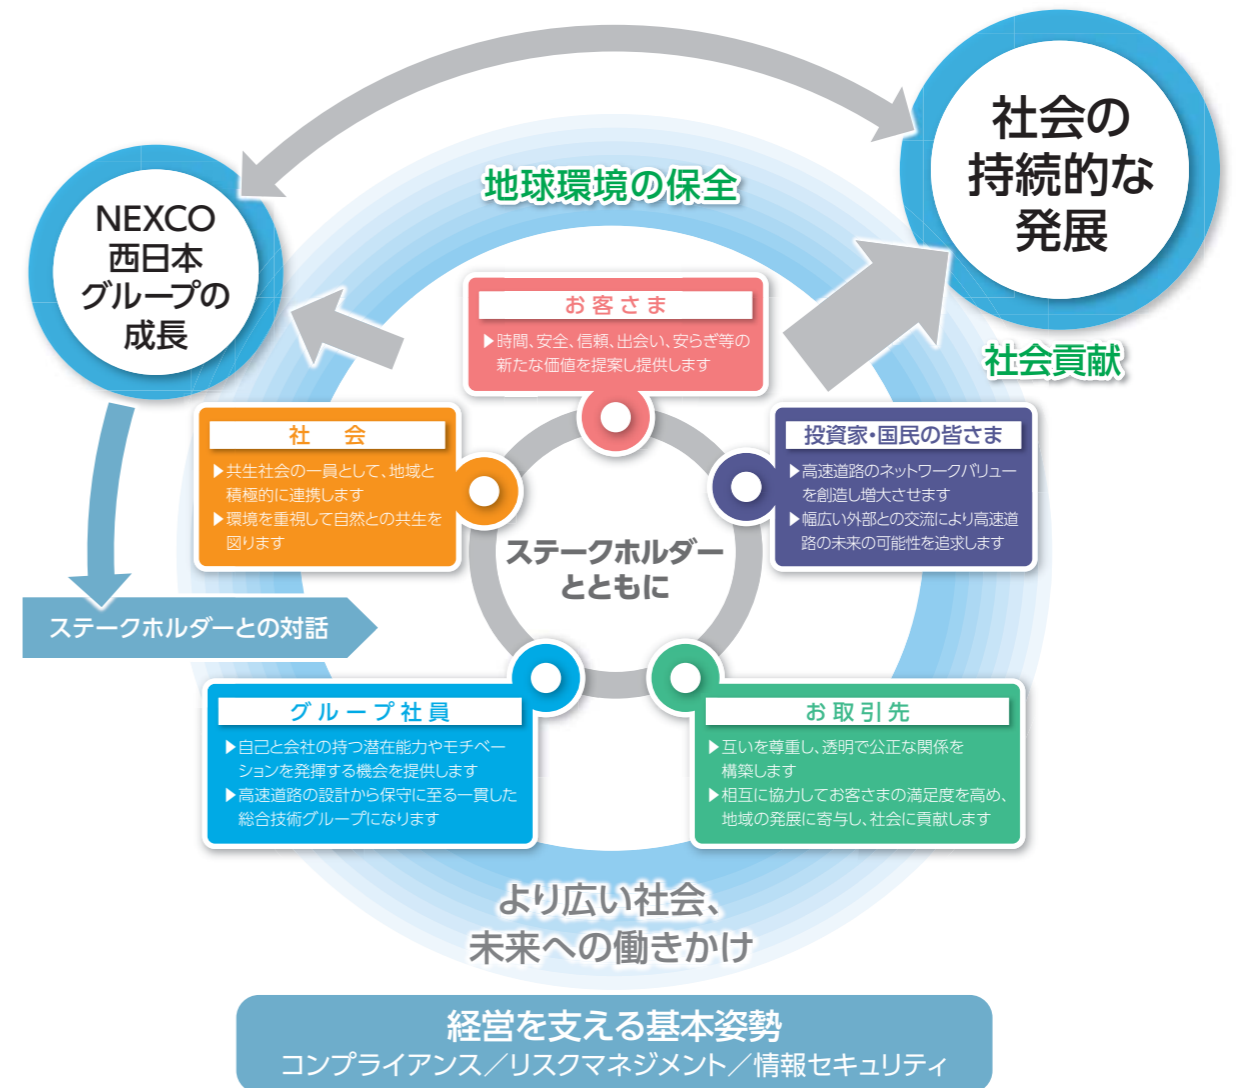 社会の
持続的な
発展
地球環境の保全
NEXCO
西日本
グループの
成長
社会貢献
お客さま
▶時間、安全、信頼、出会い、安らぎ等の
新たな価値を提案し提供します
社会
▶共生社会の一員として、地域と
積極的に連携します
▶環境を重視して自然との共生を
図ります
投資家・国民の皆さま
▶高速道路のネットワークバリュー
を創造し増大させます
▶幅広い外部との交流により高速道
路の未来の可能性を追求します
ステークホルダー
とともに
ステークホルダーとの対話
グループ社員
▶自己と会社の持つ潜在能力やモチベー
ションを発揮する機会を提供します
▶高速道路の設計から保守に至る一貫した
総合技術グループになります
お取引先
▶互いを尊重し、透明で公正な関係を
構築します
▶相互に協力してお客さまの満足度を高め、
地域の発展に寄与し、社会に貢献します
より広い社会、
未来への働きかけ
経営を支える基本姿勢
コンプライアンス／リスクマネジメント／情報セキュリティ